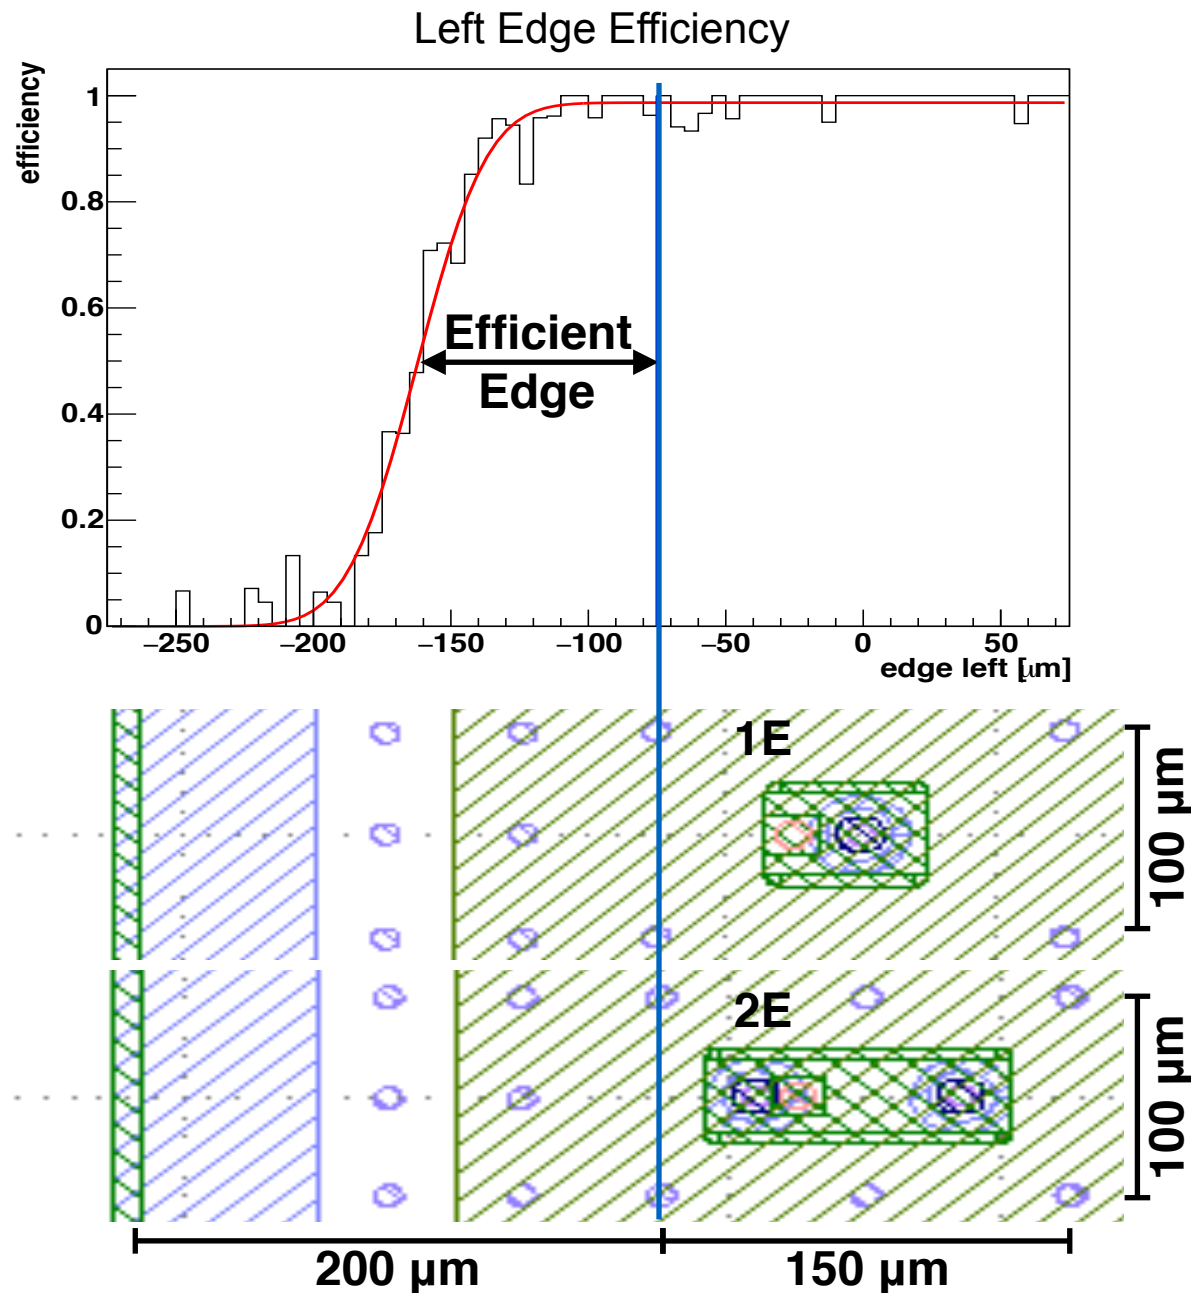 Left Edge Efficiency
efficiency
1
0.8
0.6
0.4
0.2
0
Efficient
Edge
−250 −200 −150 −100 −50 0 50
edge left [μm]
1E
100 μm
2E
100 μm
200 μm 150 μm